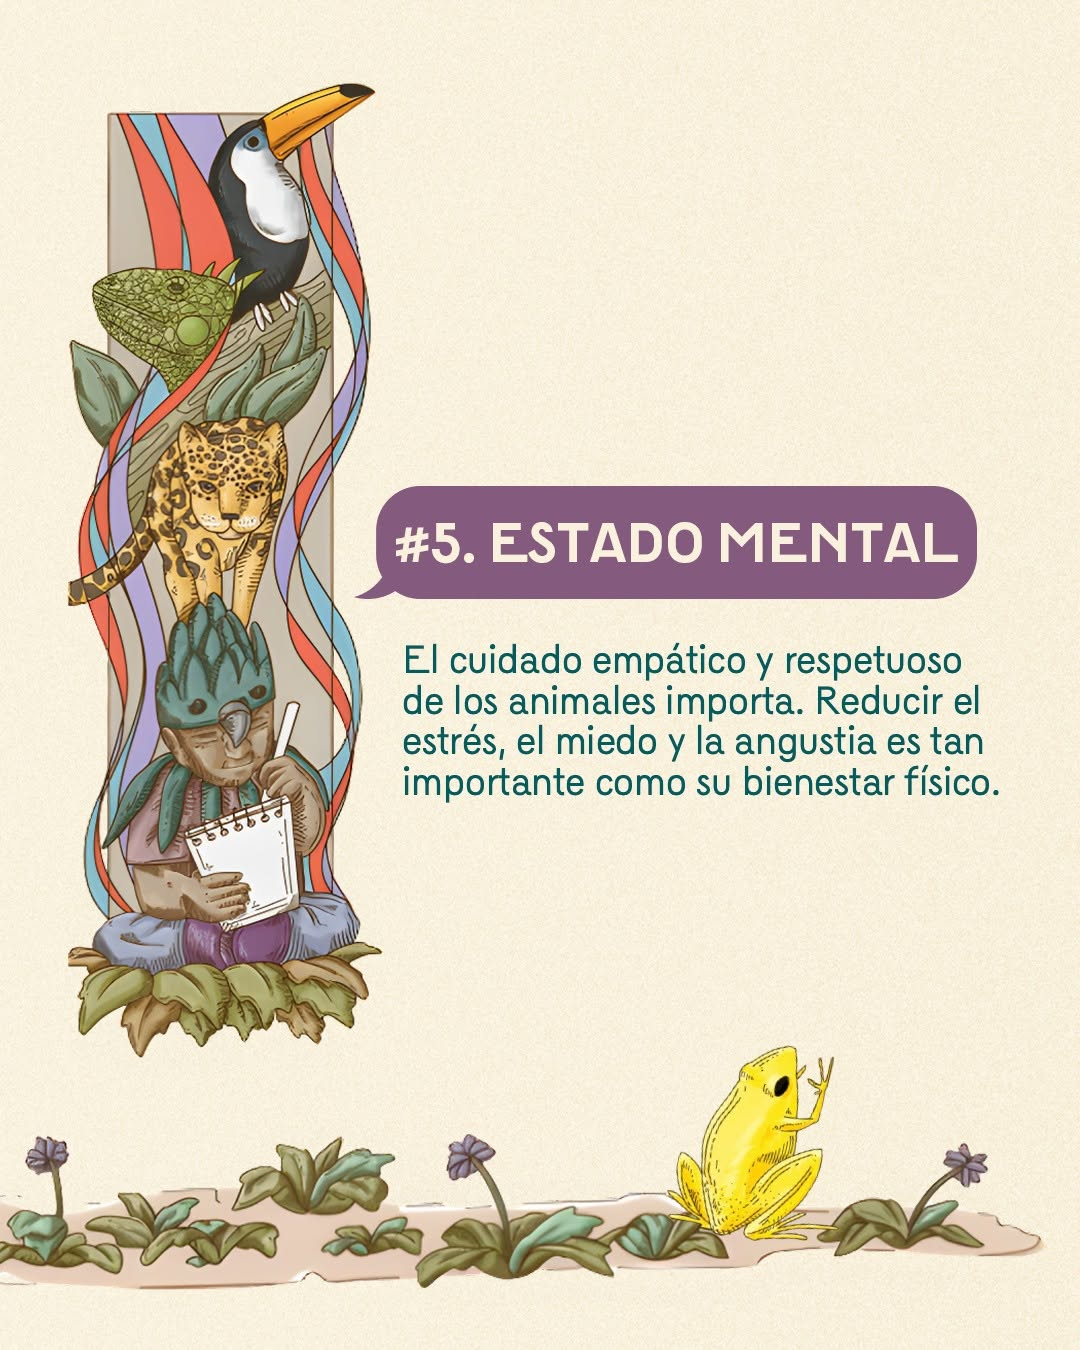 #5. ESTADO MENTAL
El cuidado empático y respetuoso
de los animales importa. Reducir el
estrés, el miedo y la angustia es tan
importante como su bienestar físico.